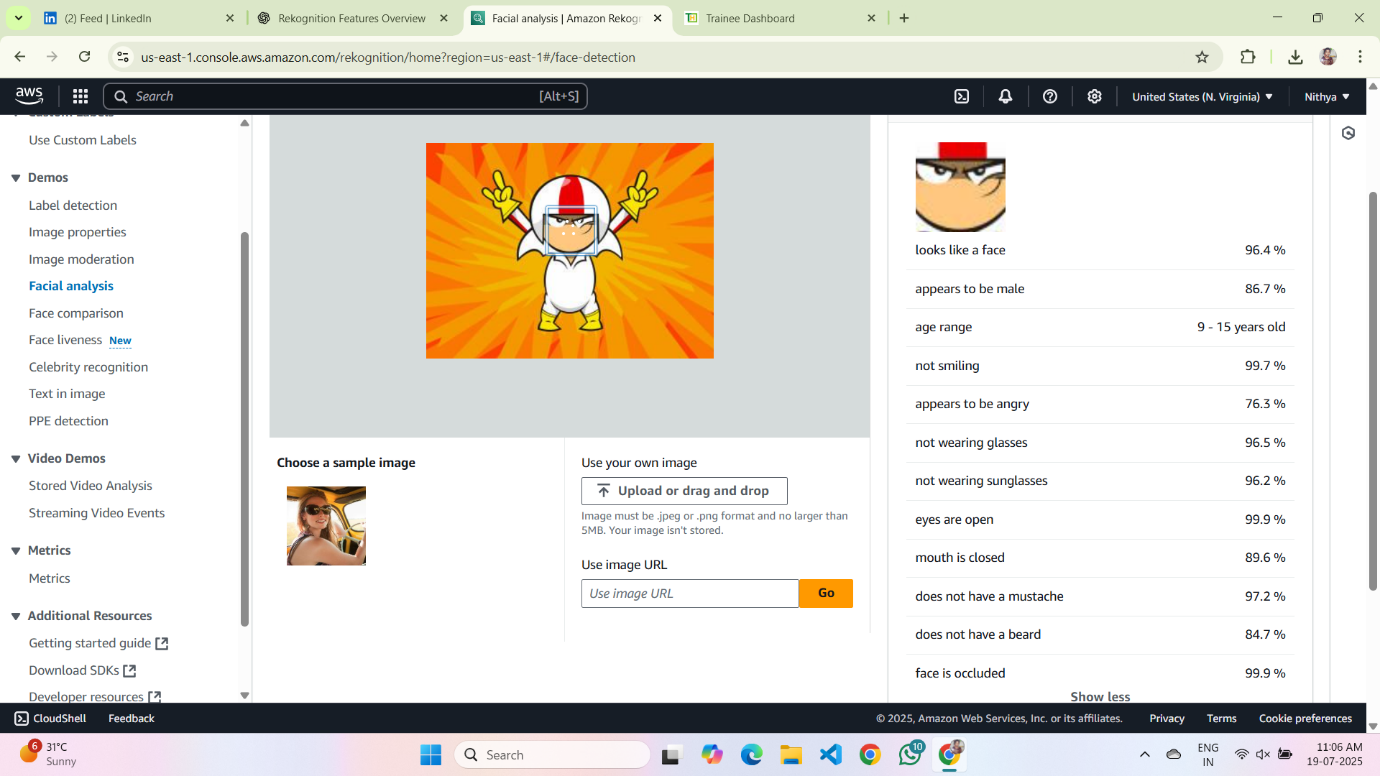 (2) Feed | LinkedIn
Rekognition Features Overview
Facial analysis | Amazon Rekogn
Trainee Dashboard
us-east-1.console.aws.amazon.com/rekognition/home?region=us-east-1#/face-detection
aws
Search
[Alt+S]
United States (N. Virginia)
Nithya
Use Custom Labels
Demos
Label detection
Image properties
Image moderation
Facial analysis
Face comparison
Face liveness New
Celebrity recognition
Text in image
PPE detection
Video Demos
Stored Video Analysis
Streaming Video Events
Metrics
Metrics
Additional Resources
Getting started guide
Download SDKs
Developer resources
Choose a sample image
Use your own image
Upload or drag and drop
Image must be .jpeg or .png format and no larger than
5MB. Your image isn't stored.
Use image URL
Use image URL
Go
looks like a face 96.4 %
appears to be male 86.7 %
age range 9 - 15 years old
not smiling 99.7 %
appears to be angry 76.3 %
not wearing glasses 96.5 %
not wearing sunglasses 96.2 %
eyes are open 99.9 %
mouth is closed 89.6 %
does not have a mustache 97.2 %
does not have a beard 84.7 %
face is occluded 99.9 %
Show less
CloudShell Feedback
© 2025, Amazon Web Services, Inc. or its affiliates. Privacy Terms Cookie preferences
6
31°C
Sunny
Search
10
ENG
IN
11:06 AM
19-07-2025